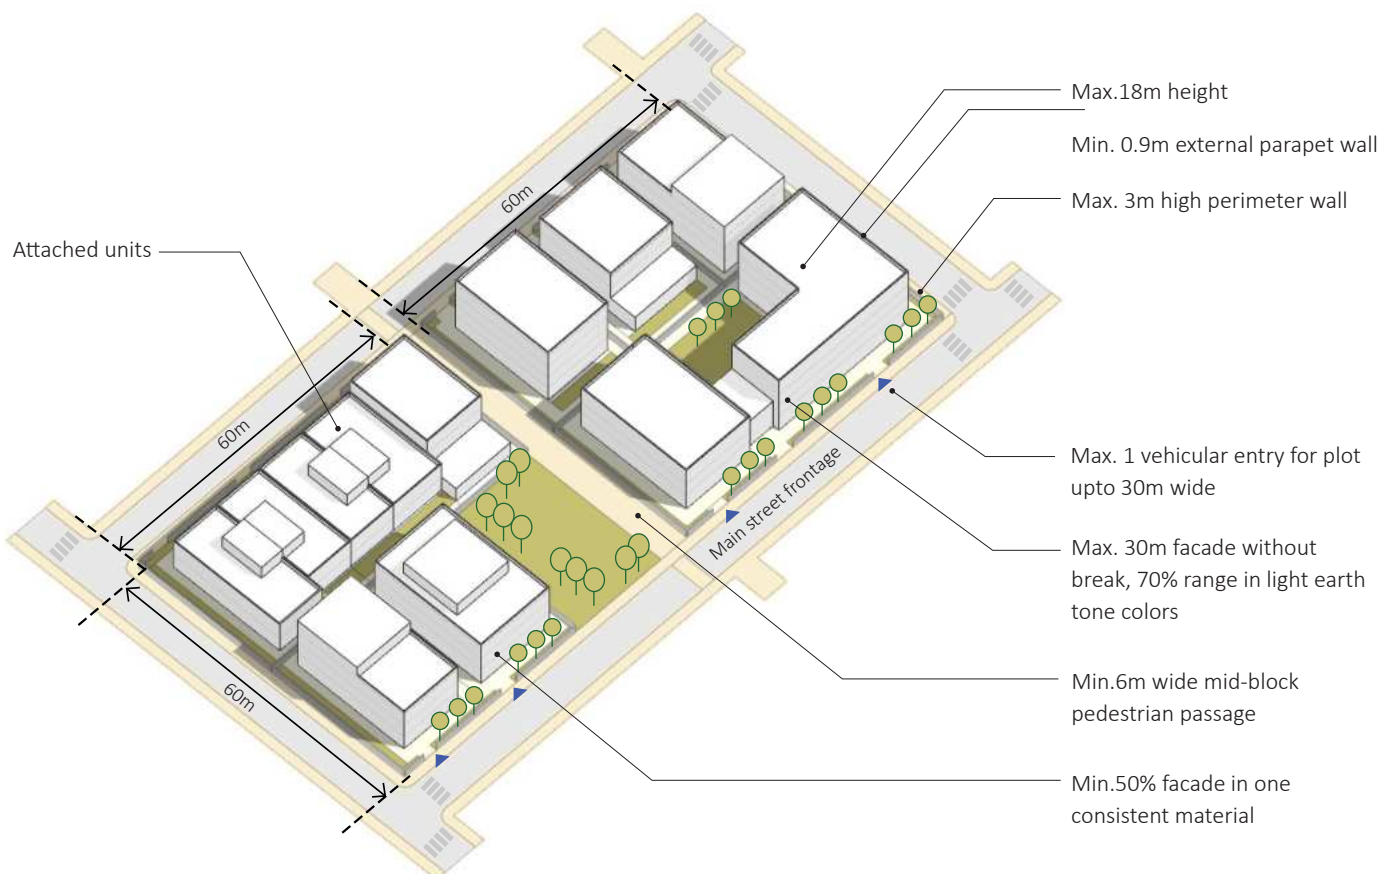 Max.18m height
Min. 0.9m external parapet wall
Max. 3m high perimeter wall
60m
Attached units
60m
Main street frontage
Max. 1 vehicular entry for plot
upto 30m wide
Max. 30m facade without
break, 70% range in light earth
tone colors
60m
Min.6m wide mid-block
pedestrian passage
Min.50% facade in one
consistent material